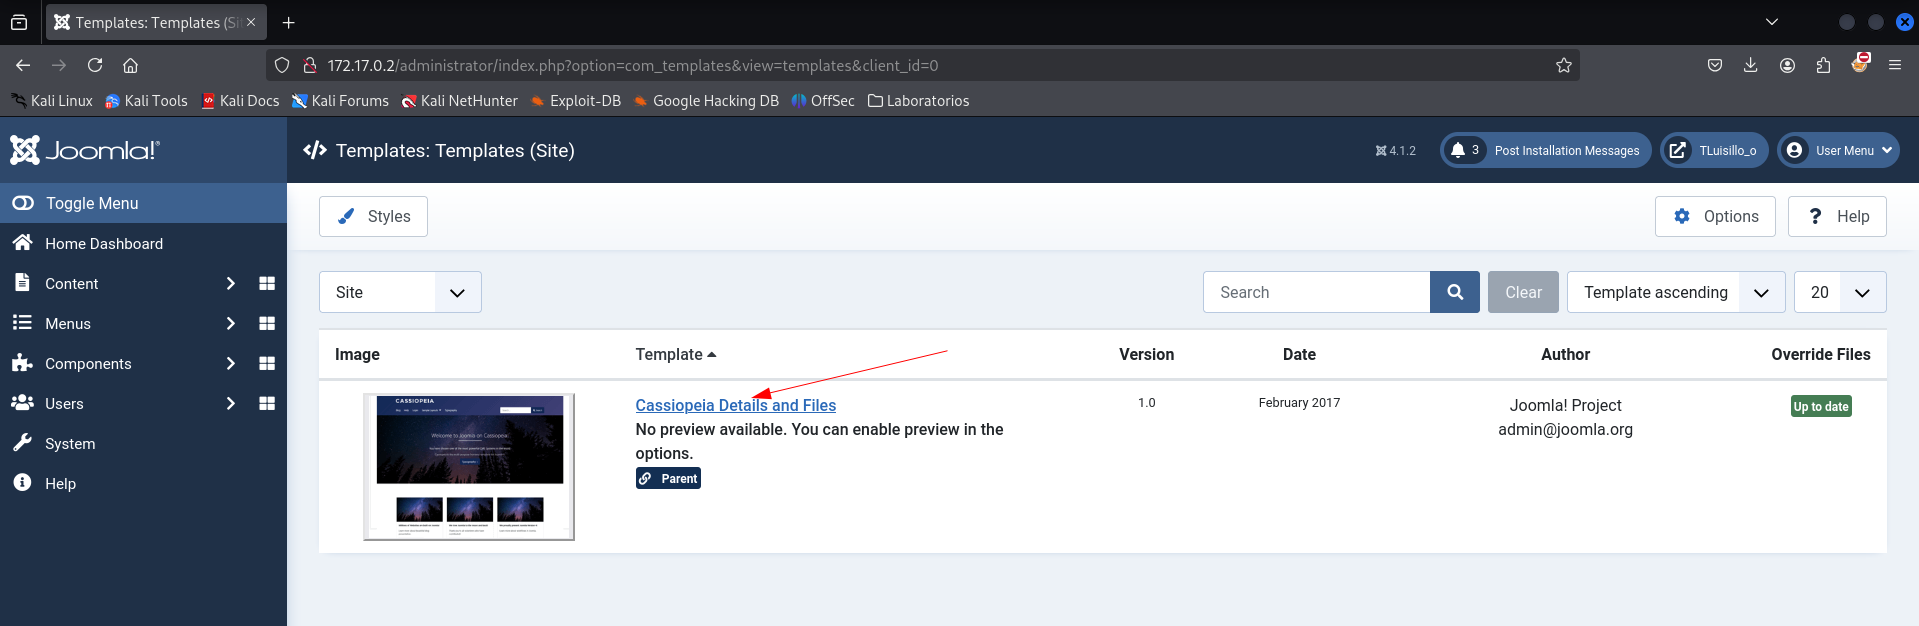 Templates: Templates (Si
172.17.0.2/administrator/index.php?option=com_templates&view=templates&client_id=0
Kali Linux Kali Tools Kali Docs Kali Forums Kali NetHunter Exploit-DB Google Hacking DB OffSec Laboratorios
Joomla!® Templates: Templates (Site) 4.1.2 3 Post Installation Messages TLuisillo_o User Menu
Toggle Menu
Styles Options ? Help
Home Dashboard
Content
Menus
Components
Users
System
Help
Site Search Clear Template ascending 20
Image Template Version Date Author Override Files
CASSIOPEIA
Welcome to Joomla on Cassiopeia
Cassiopeia Details and Files 1.0 February 2017 Joomla! Project Up to date
No preview available. You can enable preview in the admin@joomla.org
options.
Parent